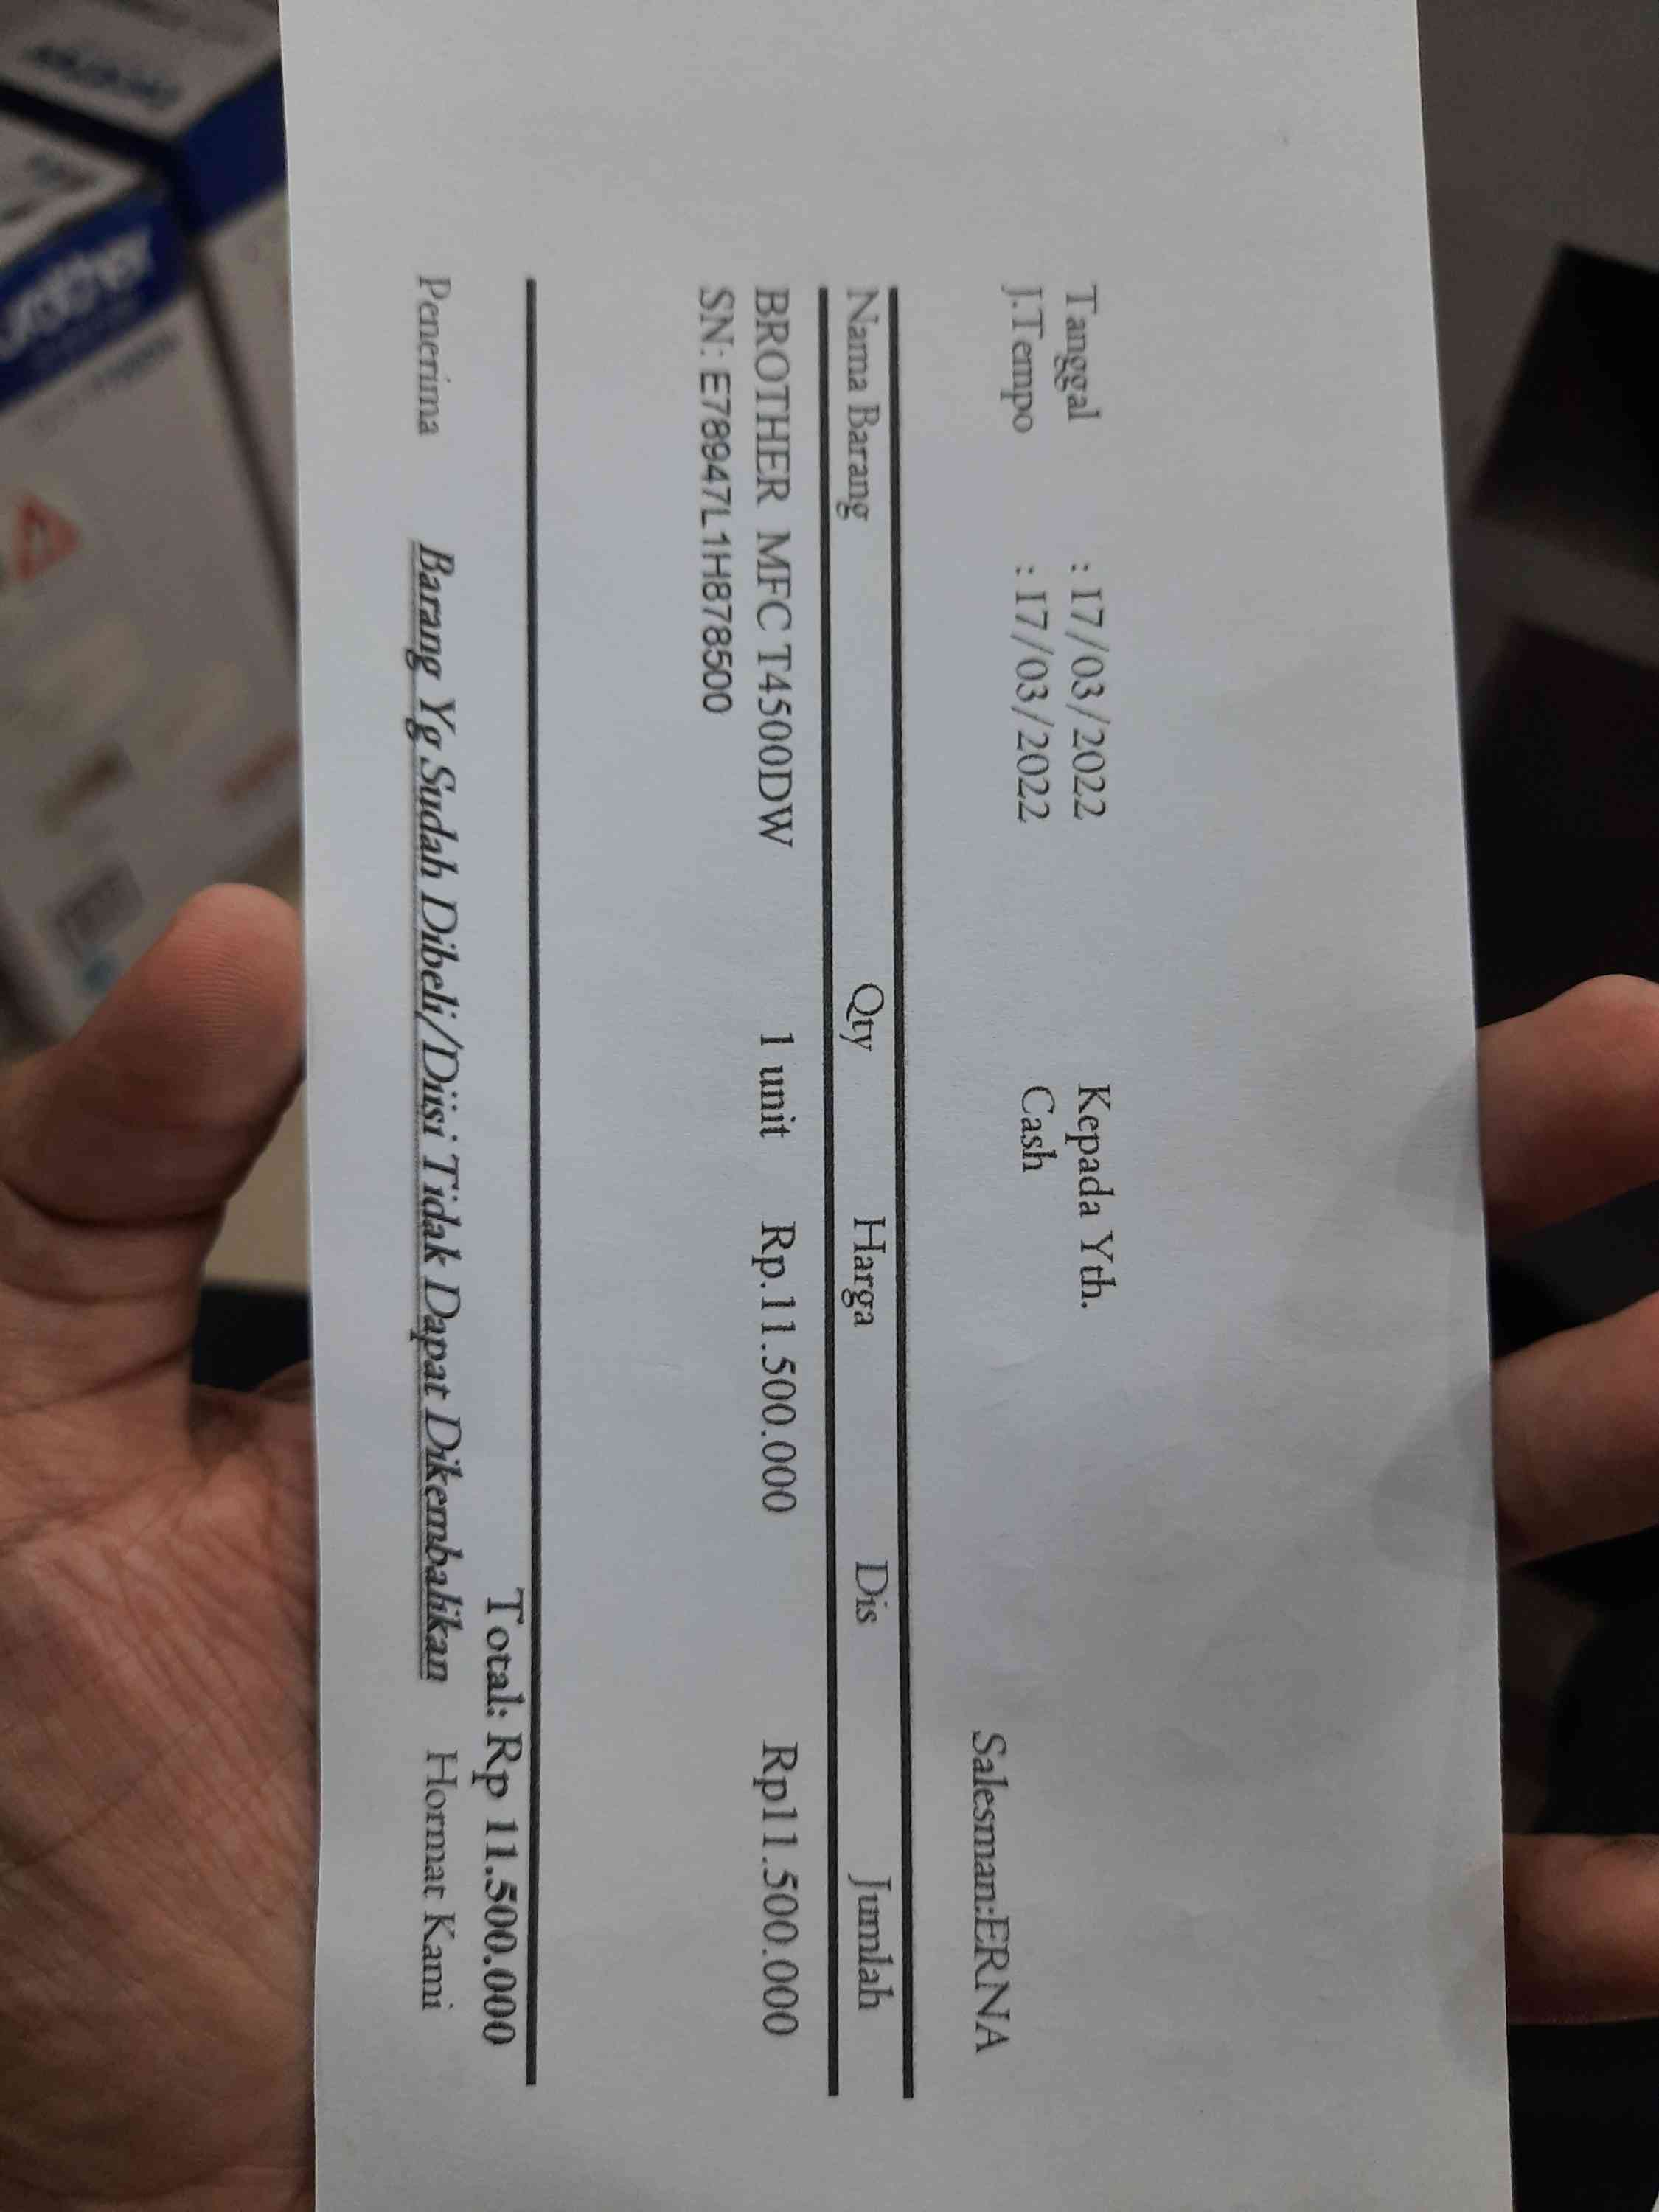 Tanggal : 17/03/2022 Kepada Yth.
J.Tempo : 17/03/2022 Cash
Salesman:ERNA
Nama Barang Qty Harga Dis Jumlah
BROTHER MFC T4500DW 1 unit Rp.11.500.000 Rp11.500.000
SN: E78947L1H878500
Total: Rp 11.500.000
Penerima Barang Yg Sudah Dibeli/Diisi Tidak Dapat Dikembalikan Hormat Kami
brother